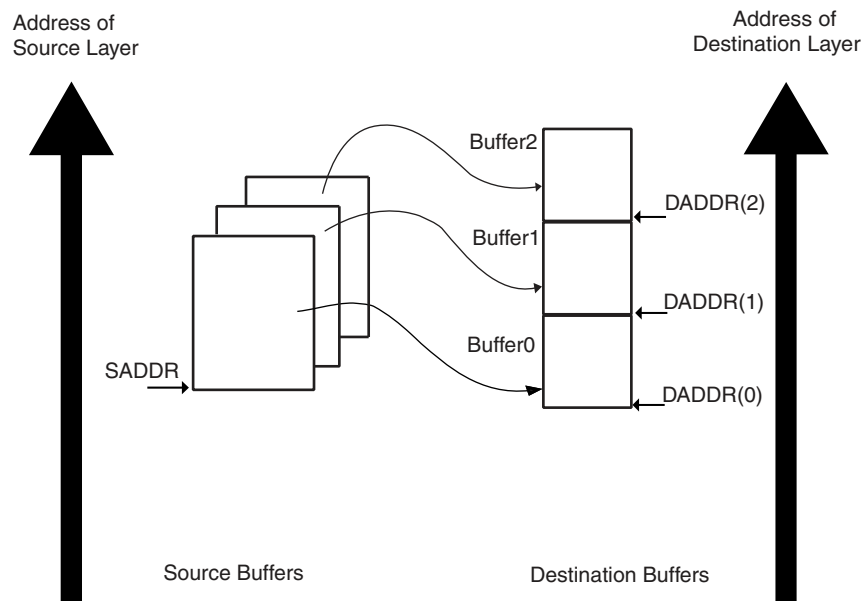 Address of
Source Layer
Address of
Destination Layer
Buffer2
DADDR(2)
Buffer1
DADDR(1)
Buffer0
SADDR
DADDR(0)
Source Buffers
Destination Buffers